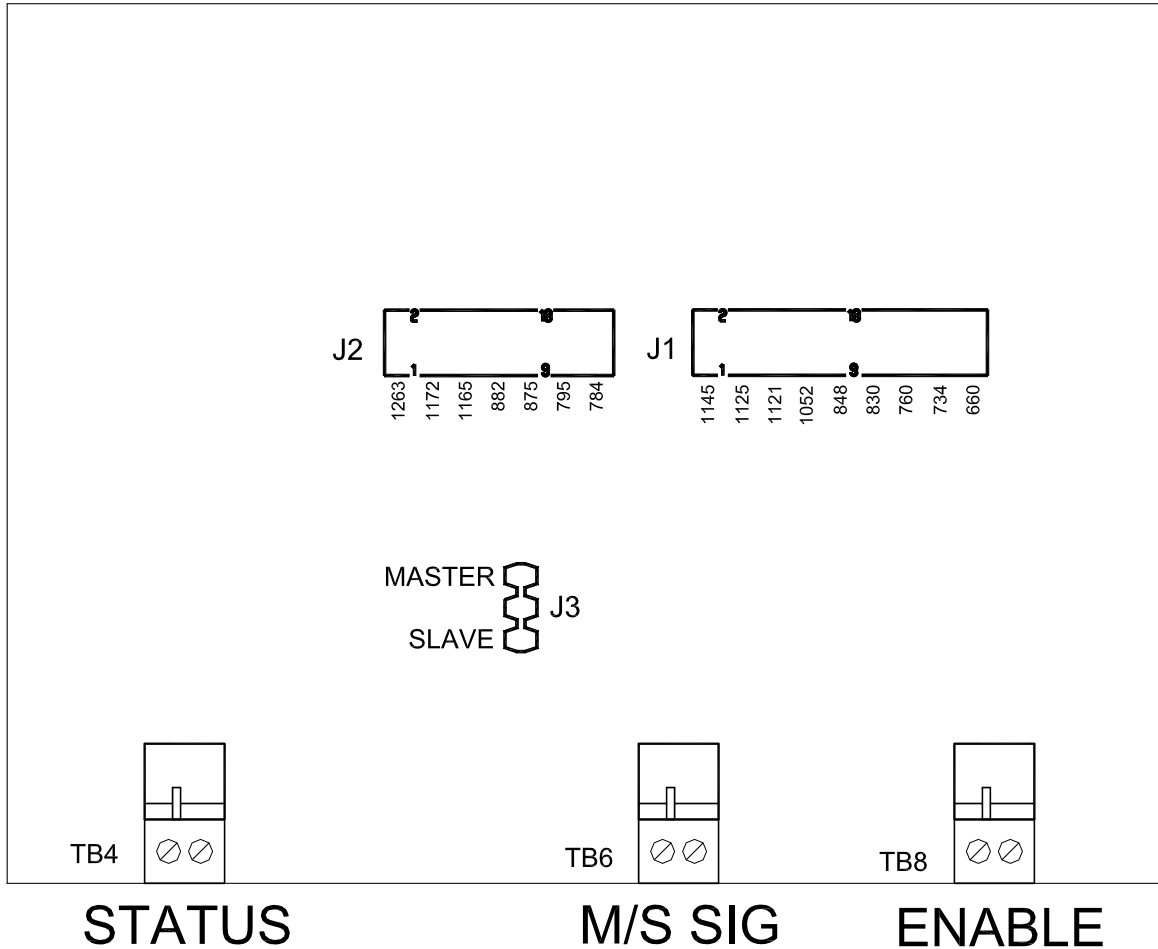 2 10 2 10
J2 J1
1 9 1 9
1263 1172 1165 882 875 795 784 1145 1125 1121 1052 848 830 760 734 660
MASTER
J3
SLAVE
TB4 TB6 TB8
STATUS M/S SIG ENABLE